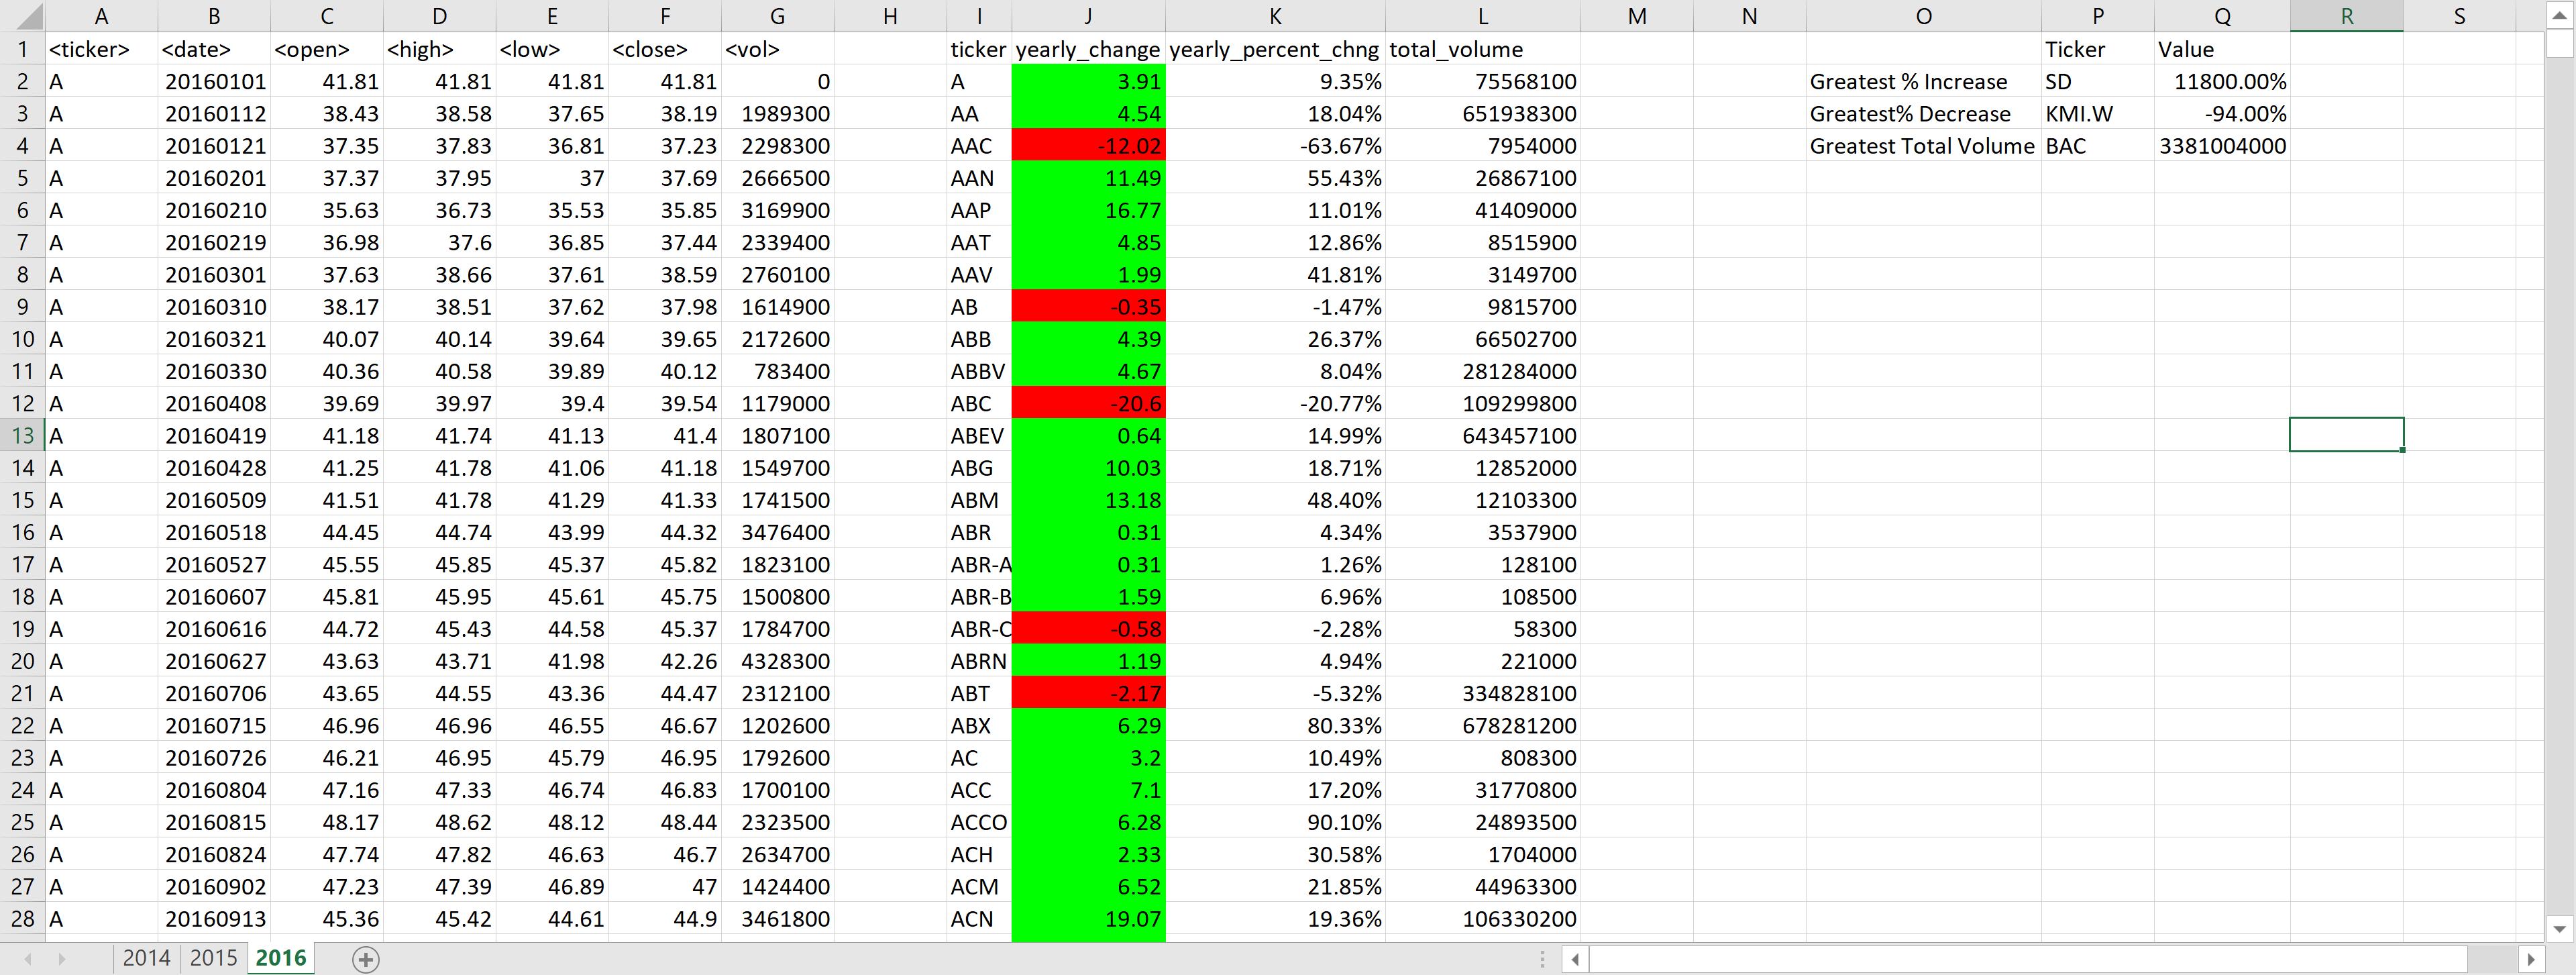 A B C D E F G H I J K L M N O P Q R S
1 <ticker> <date> <open> <high> <low> <close> <vol> ticker yearly_change yearly_percent_chng total_volume Ticker Value
2 A 20160101 41.81 41.81 41.81 41.81 0 A 3.91 9.35% 75568100 Greatest % Increase SD 11800.00%
3 A 20160112 38.43 38.58 37.65 38.19 1989300 AA 4.54 18.04% 651938300 Greatest% Decrease KMI.W -94.00%
4 A 20160121 37.35 37.83 36.81 37.23 2298300 AAC -12.02 -63.67% 7954000 Greatest Total Volume BAC 3381004000
5 A 20160201 37.37 37.95 37 37.69 2666500 AAN 11.49 55.43% 26867100
6 A 20160210 35.63 36.73 35.53 35.85 3169900 AAP 16.77 11.01% 41409000
7 A 20160219 36.98 37.6 36.85 37.44 2339400 AAT 4.85 12.86% 8515900
8 A 20160301 37.63 38.66 37.61 38.59 2760100 AAV 1.99 41.81% 3149700
9 A 20160310 38.17 38.51 37.62 37.98 1614900 AB -0.35 -1.47% 9815700
10 A 20160321 40.07 40.14 39.64 39.65 2172600 ABB 4.39 26.37% 66502700
11 A 20160330 40.36 40.58 39.89 40.12 783400 ABBV 4.67 8.04% 281284000
12 A 20160408 39.69 39.97 39.4 39.54 1179000 ABC -20.6 -20.77% 109299800
13 A 20160419 41.18 41.74 41.13 41.4 1807100 ABEV 0.64 14.99% 643457100
14 A 20160428 41.25 41.78 41.06 41.18 1549700 ABG 10.03 18.71% 12852000
15 A 20160509 41.51 41.78 41.29 41.33 1741500 ABM 13.18 48.40% 12103300
16 A 20160518 44.45 44.74 43.99 44.32 3476400 ABR 0.31 4.34% 3537900
17 A 20160527 45.55 45.85 45.37 45.82 1823100 ABR-A 0.31 1.26% 128100
18 A 20160607 45.81 45.95 45.61 45.75 1500800 ABR-B 1.59 6.96% 108500
19 A 20160616 44.72 45.43 44.58 45.37 1784700 ABR-C -0.58 -2.28% 58300
20 A 20160627 43.63 43.71 41.98 42.26 4328300 ABRN 1.19 4.94% 221000
21 A 20160706 43.65 44.55 43.36 44.47 2312100 ABT -2.17 -5.32% 334828100
22 A 20160715 46.96 46.96 46.55 46.67 1202600 ABX 6.29 80.33% 678281200
23 A 20160726 46.21 46.95 45.79 46.95 1792600 AC 3.2 10.49% 808300
24 A 20160804 47.16 47.33 46.74 46.83 1700100 ACC 7.1 17.20% 31770800
25 A 20160815 48.17 48.62 48.12 48.44 2323500 ACCO 6.28 90.10% 24893500
26 A 20160824 47.74 47.82 46.63 46.7 2634700 ACH 2.33 30.58% 1704000
27 A 20160902 47.23 47.39 46.89 47 1424400 ACM 6.52 21.85% 44963300
28 A 20160913 45.36 45.42 44.61 44.9 3461800 ACN 19.07 19.36% 106330200
2014 2015 2016